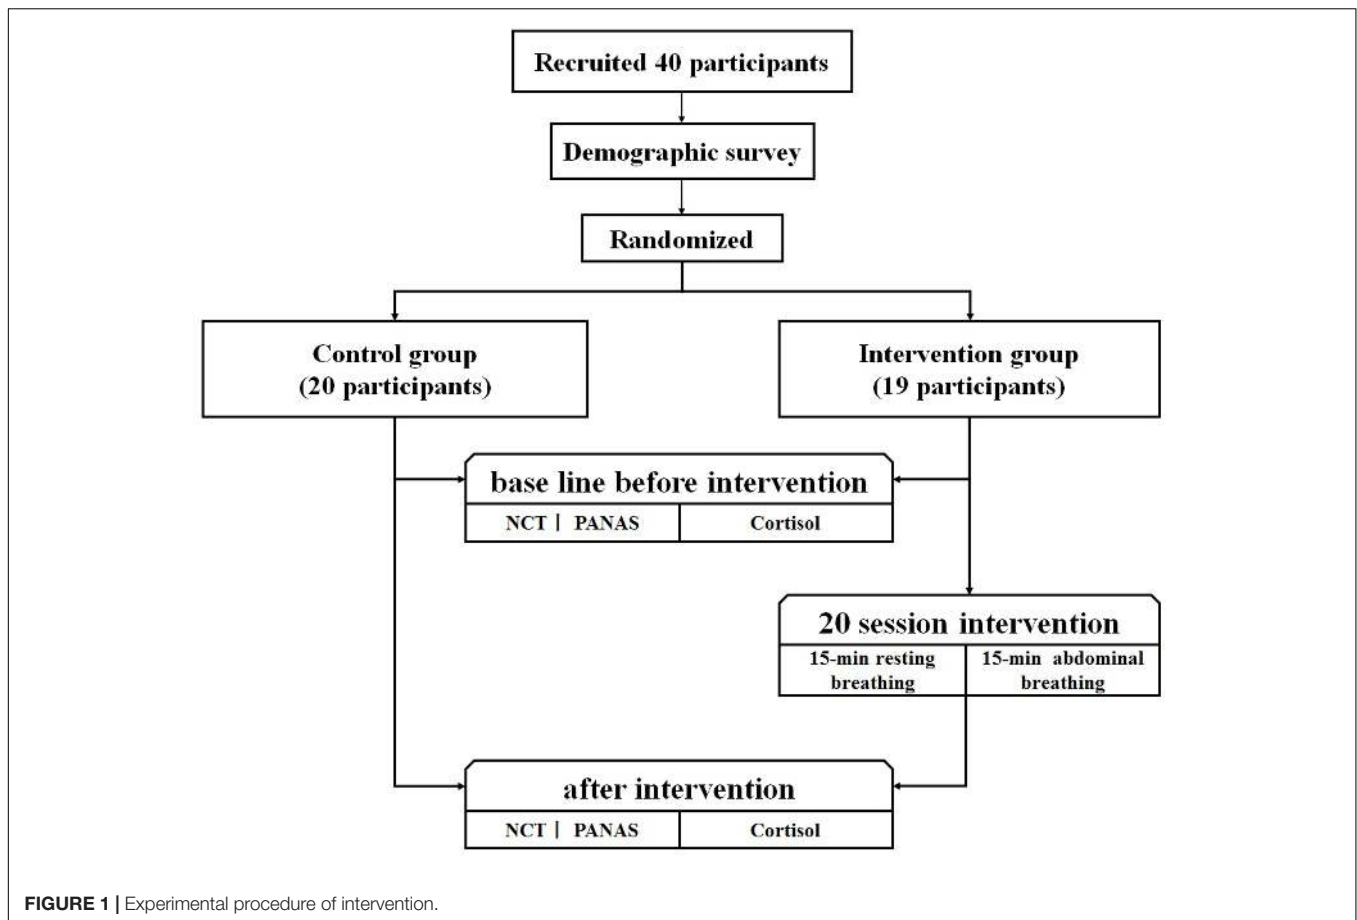 Recruited 40 participants
Demographic survey
Randomized
Control group
(20 participants)
Intervention group
(19 participants)
base line before intervention
NCT | PANAS
Cortisol
20 session intervention
15-min resting
breathing
15-min abdominal
breathing
after intervention
NCT | PANAS
Cortisol
FIGURE 1 | Experimental procedure of intervention.